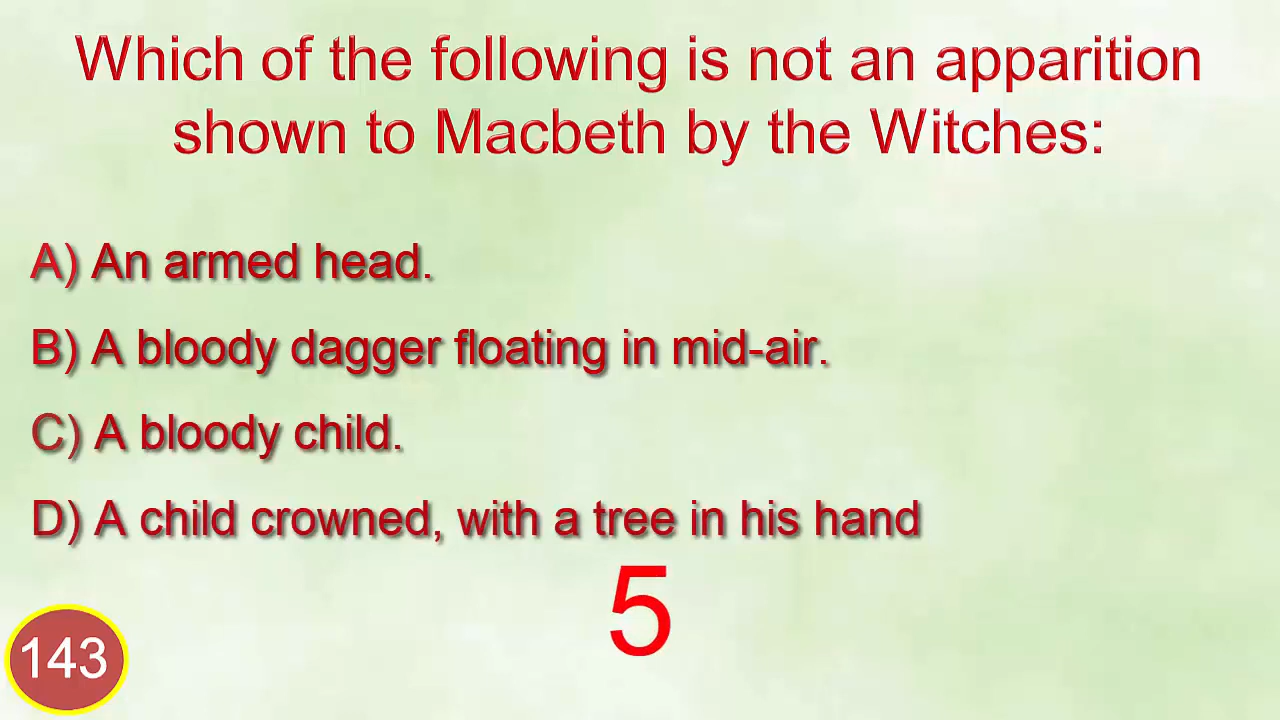 Which of the following is not an apparition
shown to Macbeth by the Witches:
A) An armed head.
B) A bloody dagger floating in mid-air.
C) A bloody child.
D) A child crowned, with a tree in his hand
5
143